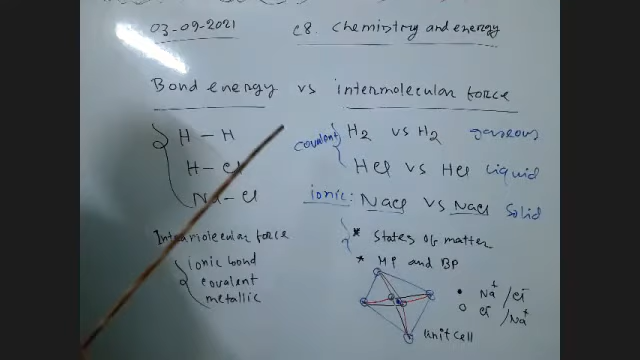 03-09-2021
C8. Chemistry and energy
Bond energy vs intermolecular force
H - H
H - Cl
Na - Cl
Intramolecular force
ionic bond
covalent
metallic
covalent
H2 vs H2 gaseous
HCl vs HCl Liquid
ionic: NaCl vs NaCl Solid
* States of matter
* MP and BP
• Na+/Cl-
○ Cl-/Na+
unit cell